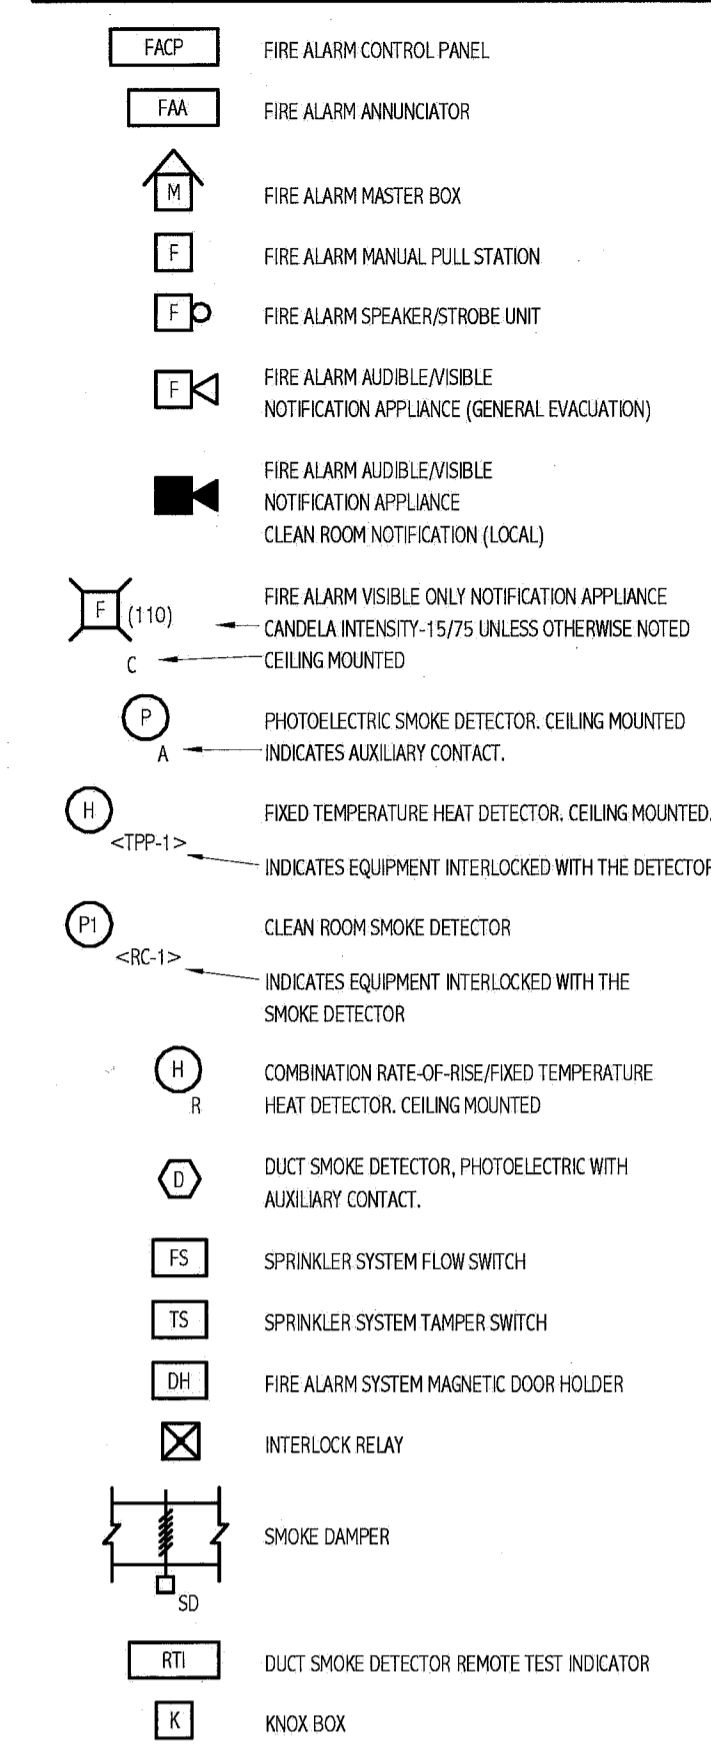 FACP FIRE ALARM CONTROL PANEL
FAA FIRE ALARM ANNUNCIATOR
M FIRE ALARM MASTER BOX
F FIRE ALARM MANUAL PULL STATION
F FIRE ALARM SPEAKER/STROBE UNIT
F FIRE ALARM AUDIBLE/VISIBLE
NOTIFICATION APPLIANCE (GENERAL EVACUATION)
FIRE ALARM AUDIBLE/VISIBLE
NOTIFICATION APPLIANCE
CLEAN ROOM NOTIFICATION (LOCAL)
FIRE ALARM VISIBLE ONLY NOTIFICATION APPLIANCE
F (110) CANDELA INTENSITY-15/75 UNLESS OTHERWISE NOTED
C CEILING MOUNTED
P PHOTOELECTRIC SMOKE DETECTOR. CEILING MOUNTED
A INDICATES AUXILIARY CONTACT.
H FIXED TEMPERATURE HEAT DETECTOR. CEILING MOUNTED.
<TPP-1>
INDICATES EQUIPMENT INTERLOCKED WITH THE DETECTOR
P1 CLEAN ROOM SMOKE DETECTOR
<RC-1>
INDICATES EQUIPMENT INTERLOCKED WITH THE
SMOKE DETECTOR
H COMBINATION RATE-OF-RISE/FIXED TEMPERATURE
R HEAT DETECTOR. CEILING MOUNTED
D DUCT SMOKE DETECTOR, PHOTOELECTRIC WITH
AUXILIARY CONTACT.
FS SPRINKLER SYSTEM FLOW SWITCH
TS SPRINKLER SYSTEM TAMPER SWITCH
DH FIRE ALARM SYSTEM MAGNETIC DOOR HOLDER
INTERLOCK RELAY
SMOKE DAMPER
SD
RTI DUCT SMOKE DETECTOR REMOTE TEST INDICATOR
K KNOX BOX